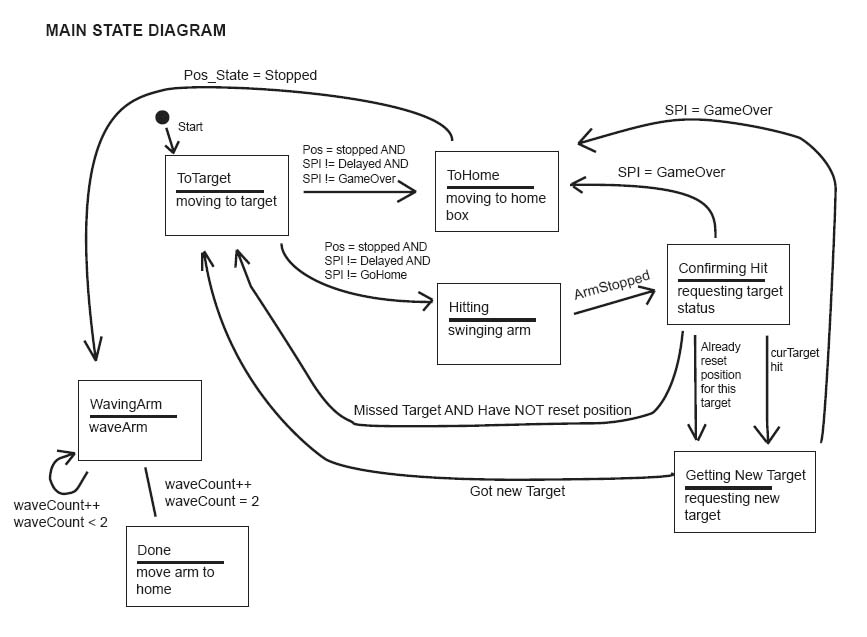 MAIN STATE DIAGRAM
Pos_State = Stopped
Start
SPI = GameOver
Pos = stopped AND
SPI != Delayed AND
SPI != GameOver
ToTarget
moving to target
ToHome
moving to home
box
SPI = GameOver
Pos = stopped AND
SPI != Delayed AND
SPI != GoHome
Hitting
swinging arm
ArmStopped
Confirming Hit
requesting target
status
Already
reset
position
for this
target
curTarget
hit
Missed Target AND Have NOT reset position
WavingArm
waveArm
Getting New Target
requesting new
target
Got new Target
waveCount++
waveCount < 2
waveCount++
waveCount = 2
Done
move arm to
home